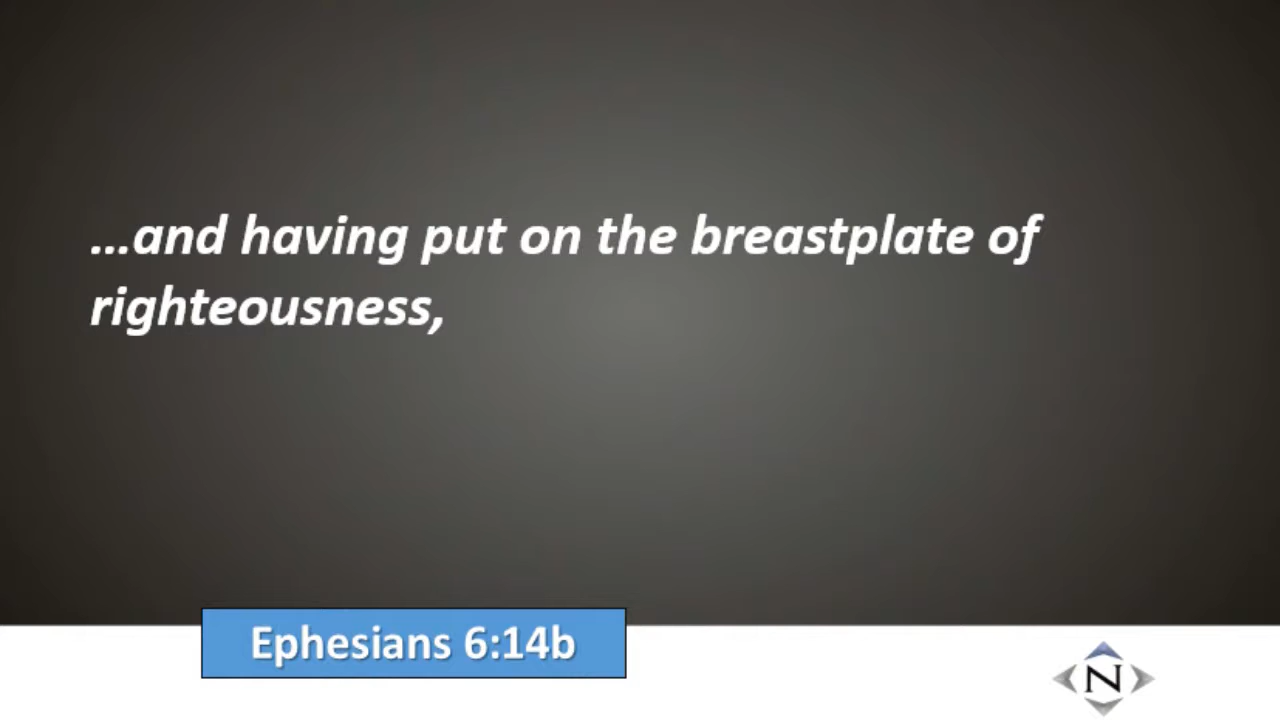 ...and having put on the breastplate of
righteousness,
Ephesians 6:14b
N